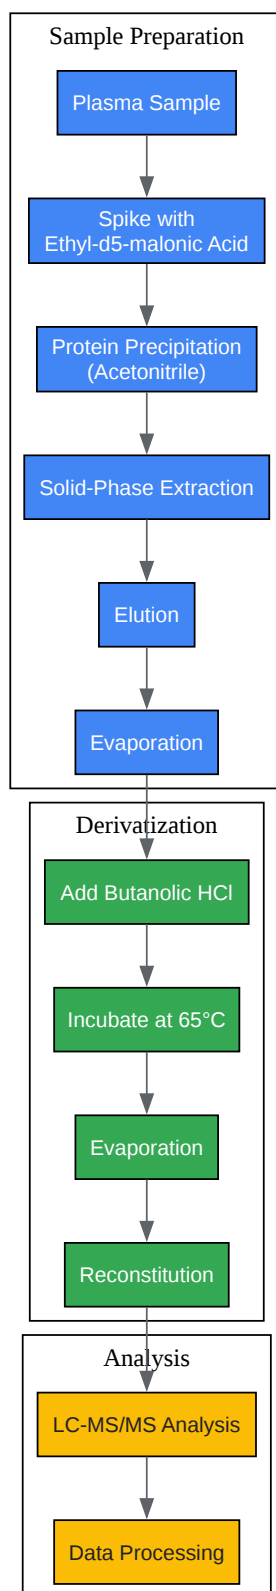 Sample Preparation
Plasma Sample
Spike with
Ethyl-d5-malonic Acid
Protein Precipitation
(Acetonitrile)
Solid-Phase Extraction
Elution
Evaporation
Derivatization
Add Butanolic HCl
Incubate at 65°C
Evaporation
Reconstitution
Analysis
LC-MS/MS Analysis
Data Processing